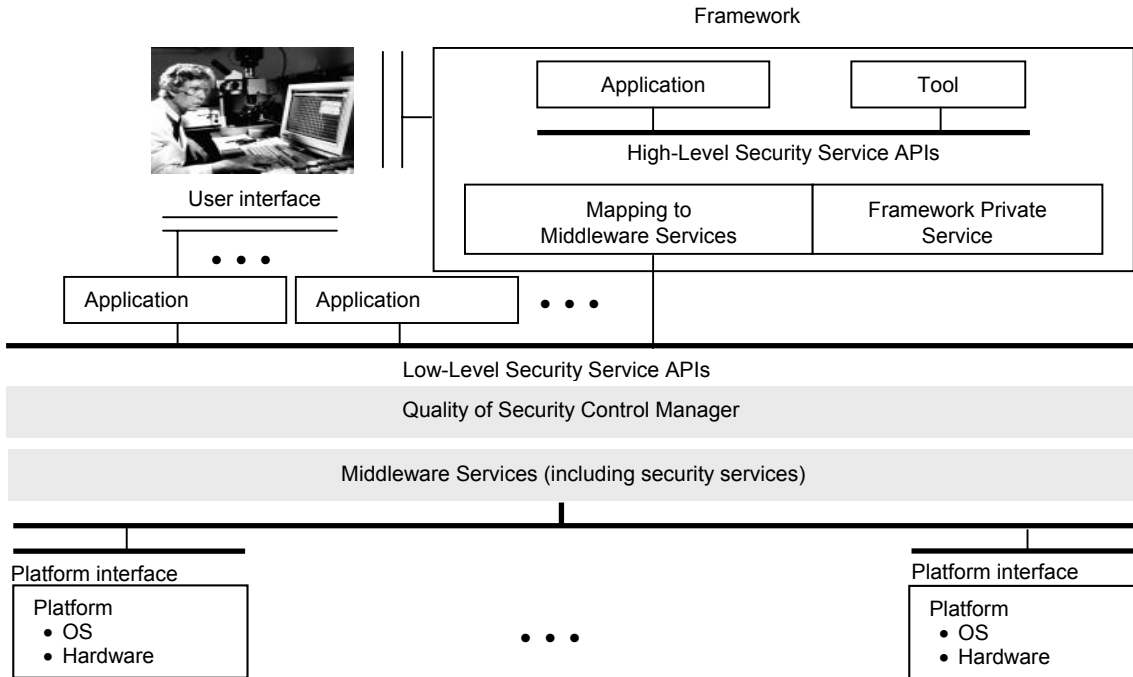 Framework
Application
Tool
High-Level Security Service APIs
User interface
Mapping to
Middleware Services
Framework Private
Service
• • •
Application
Application
• • •
Low-Level Security Service APIs
Quality of Security Control Manager
Middleware Services (including security services)
Platform interface
Platform interface
Platform
• OS
• Hardware
• • •
Platform
• OS
• Hardware